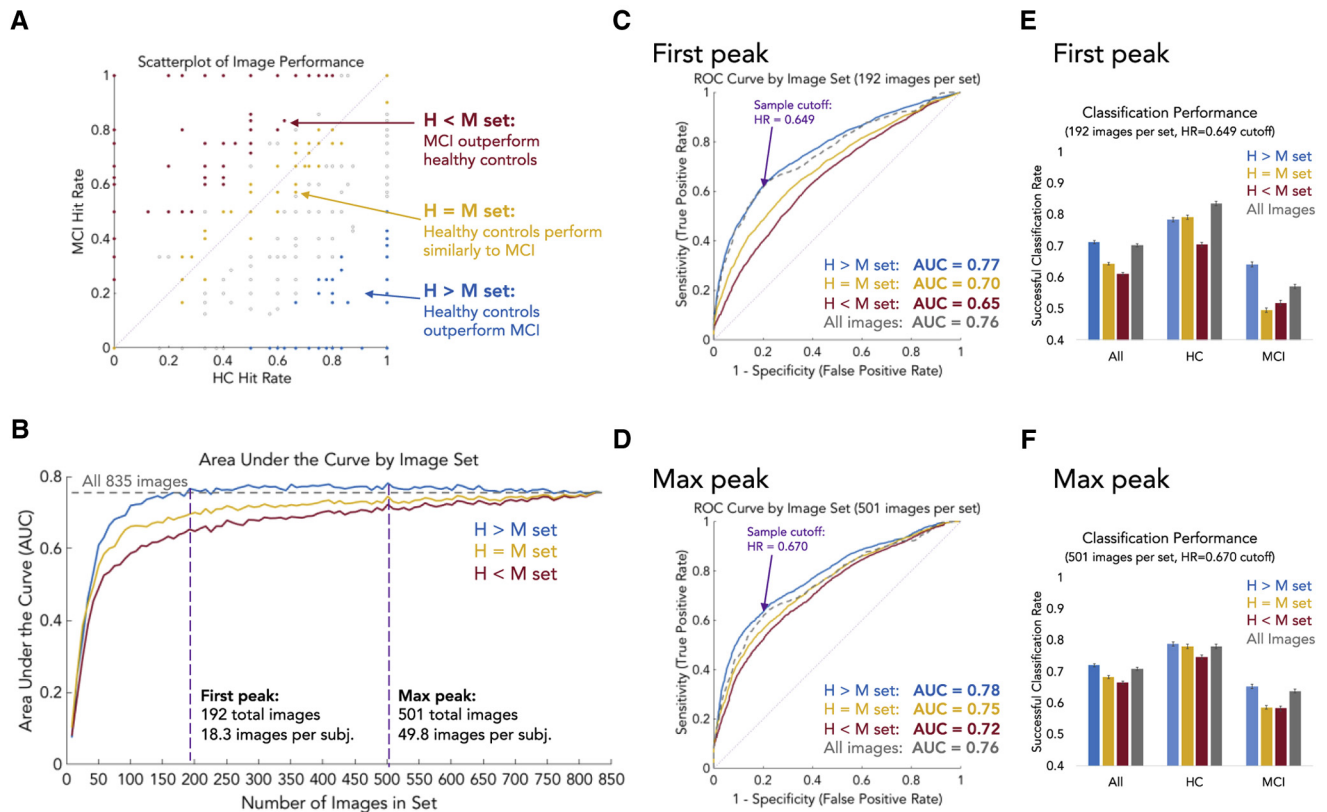 A
Scatterplot of Image Performance
MCI Hit Rate
1
0.8
0.6
0.4
0.2
0
0
0.2
0.4
0.6
0.8
1
HC Hit Rate
H < M set:
MCI outperform
healthy controls
H = M set:
Healthy controls perform
similarly to MCI
H > M set:
Healthy controls
outperform MCI
B
Area Under the Curve by Image Set
All 835 images
Area Under the Curve (AUC)
0.8
0.6
0.4
0.2
0
H > M set
H = M set
H < M set
First peak:
192 total images
18.3 images per subj.
Max peak:
501 total images
49.8 images per subj.
0 50 100 150 200 250 300 350 400 450 500 550 600 650 700 750 800 850
Number of Images in Set
C
First peak
ROC Curve by Image Set (192 images per set)
Sample cutoff:
HR = 0.649
Sensitivity (True Positive Rate)
1
0.8
0.6
0.4
0.2
0
H > M set: AUC = 0.77
H = M set: AUC = 0.70
H < M set: AUC = 0.65
All images: AUC = 0.76
0 0.2 0.4 0.6 0.8 1
1 - Specificity (False Positive Rate)
D
Max peak
ROC Curve by Image Set (501 images per set)
Sample cutoff:
HR = 0.670
Sensitivity (True Positive Rate)
1
0.8
0.6
0.4
0.2
0
H > M set: AUC = 0.78
H = M set: AUC = 0.75
H < M set: AUC = 0.72
All images: AUC = 0.76
0 0.2 0.4 0.6 0.8 1
1 - Specificity (False Positive Rate)
E
First peak
Classification Performance
(192 images per set, HR=0.649 cutoff)
Successful Classification Rate
1
0.9
0.8
0.7
0.6
0.5
0.4
H > M set
H = M set
H < M set
All Images
All HC MCI
F
Max peak
Classification Performance
(501 images per set, HR=0.670 cutoff)
Successful Classification Rate
1
0.9
0.8
0.7
0.6
0.5
0.4
H > M set
H = M set
H < M set
All Images
All HC MCI